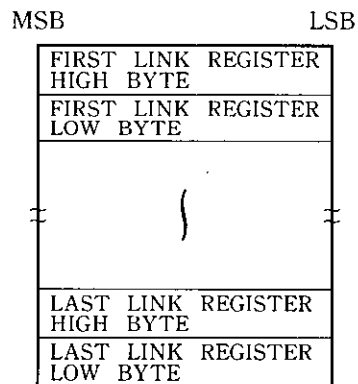 MSB LSB
FIRST LINK REGISTER
HIGH BYTE
FIRST LINK REGISTER
LOW BYTE
LAST LINK REGISTER
HIGH BYTE
LAST LINK REGISTER
LOW BYTE